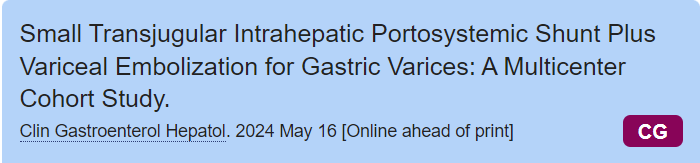 Small Transjugular Intrahepatic Portosystemic Shunt Plus
Variceal Embolization for Gastric Varices: A Multicenter
Cohort Study.
Clin Gastroenterol Hepatol. 2024 May 16 [Online ahead of print]
CG